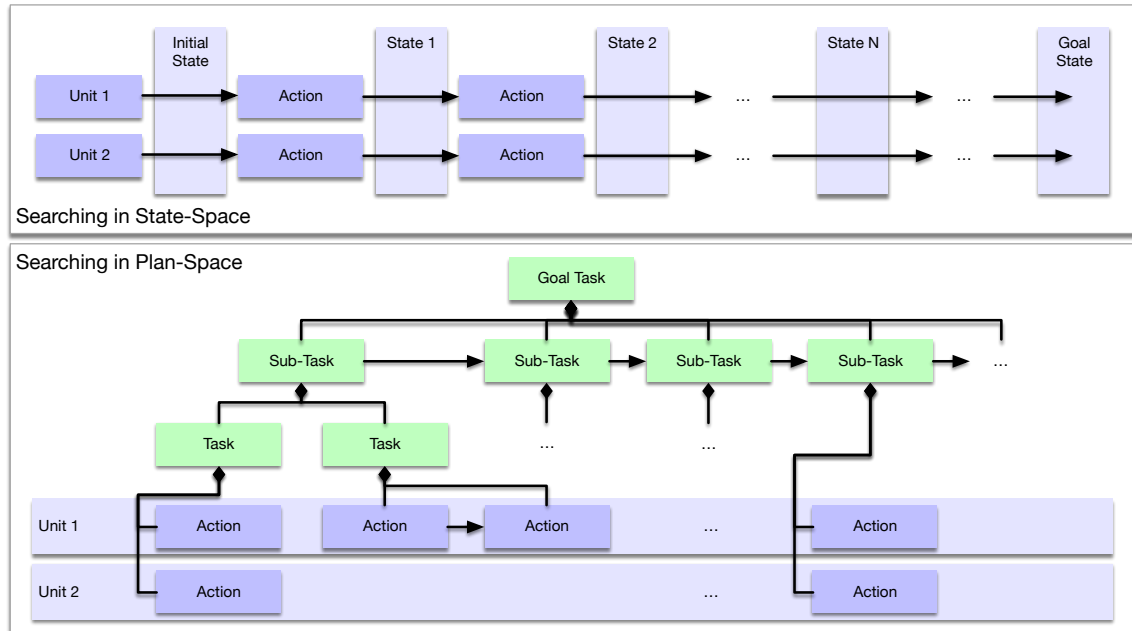 Initial
State
State 1
State 2
State N
Goal
State
Unit 1
Action
Action
...
...
Unit 2
Action
Action
...
...
Searching in State-Space
Searching in Plan-Space
Goal Task
Sub-Task
Sub-Task
Sub-Task
Sub-Task
...
Task
Task
...
...
Unit 1
Action
Action
Action
...
Action
Unit 2
Action
...
Action